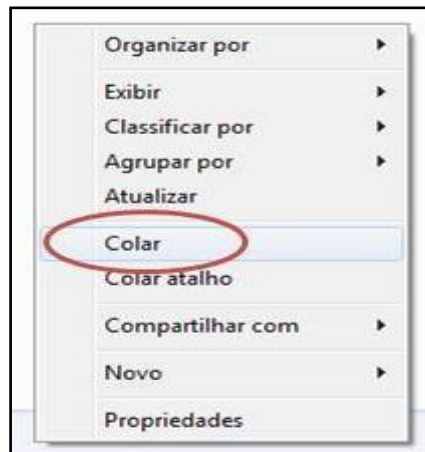 Organizar por
Exibir
Classificar por
Agrupar por
Atualizar
Colar
Colar atalho
Compartilhar com
Novo
Propriedades